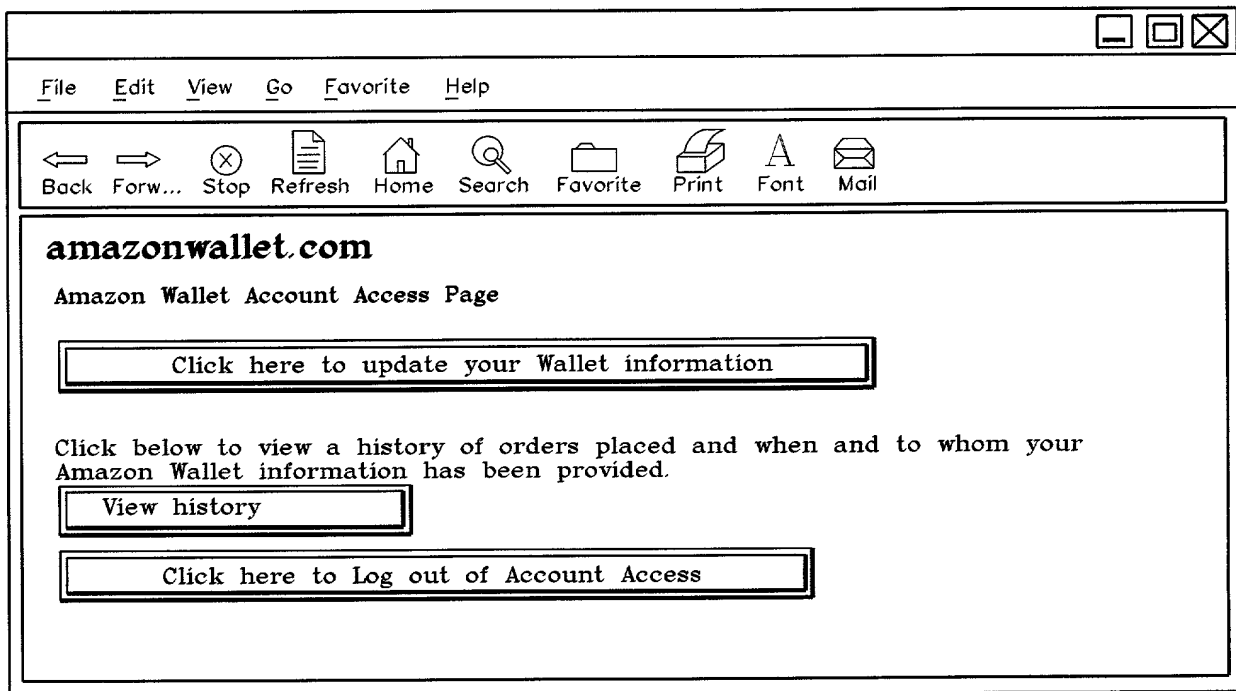 File Edit View Go Favorite Help
Back Forw... Stop Refresh Home Search Favorite Print Font Mail
amazonwallet.com
Amazon Wallet Account Access Page
Click here to update your Wallet information
Click below to view a history of orders placed and when and to whom your
Amazon Wallet information has been provided.
View history
Click here to Log out of Account Access